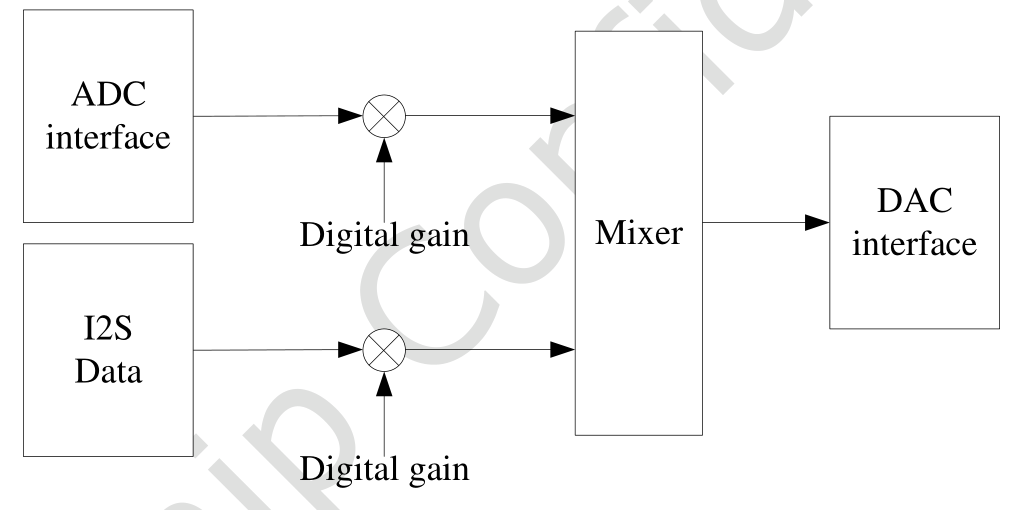 ADC
interface
Digital gain
I2S
Data
Digital gain
Mixer
DAC
interface